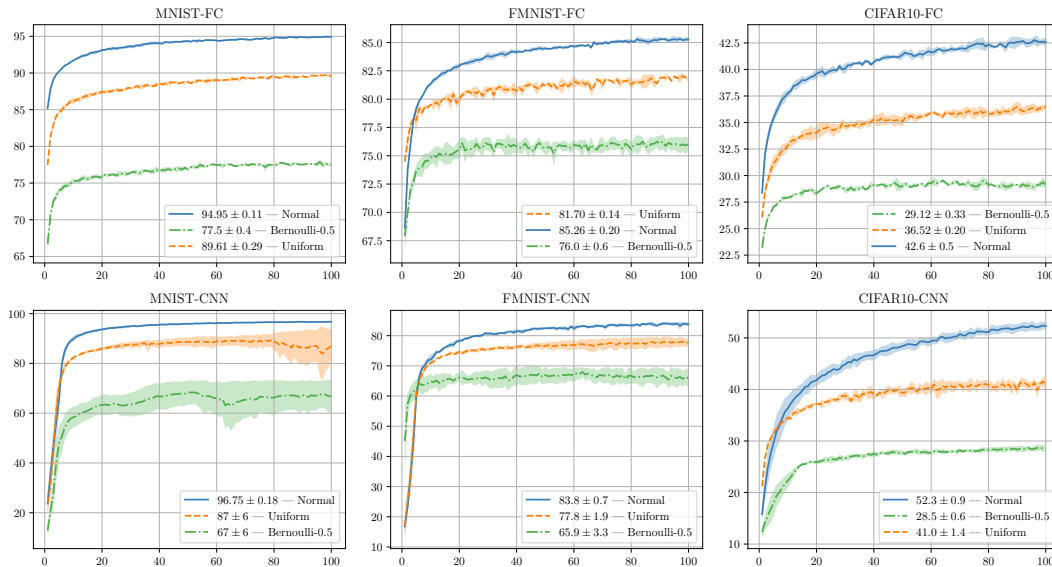 MNIST-FC
95
90
85
80
75
70
65
94.95 ± 0.11 — Normal
77.5 ± 0.4 — Bernoulli-0.5
89.61 ± 0.29 — Uniform
0 20 40 60 80 100
FMNIST-FC
85.0
82.5
80.0
77.5
75.0
72.5
70.0
67.5
81.70 ± 0.14 — Uniform
85.26 ± 0.20 — Normal
76.0 ± 0.6 — Bernoulli-0.5
0 20 40 60 80 100
CIFAR10-FC
42.5
40.0
37.5
35.0
32.5
30.0
27.5
25.0
22.5
29.12 ± 0.33 — Bernoulli-0.5
36.52 ± 0.20 — Uniform
42.6 ± 0.5 — Normal
0 20 40 60 80 100
MNIST-CNN
100
80
60
40
20
96.75 ± 0.18 — Normal
87 ± 6 — Uniform
67 ± 6 — Bernoulli-0.5
0 20 40 60 80 100
FMNIST-CNN
80
70
60
50
40
30
20
10
83.8 ± 0.7 — Normal
77.8 ± 1.9 — Uniform
65.9 ± 3.3 — Bernoulli-0.5
0 20 40 60 80 100
CIFAR10-CNN
50
40
30
20
10
52.3 ± 0.9 — Normal
28.5 ± 0.6 — Bernoulli-0.5
41.0 ± 1.4 — Uniform
0 20 40 60 80 100